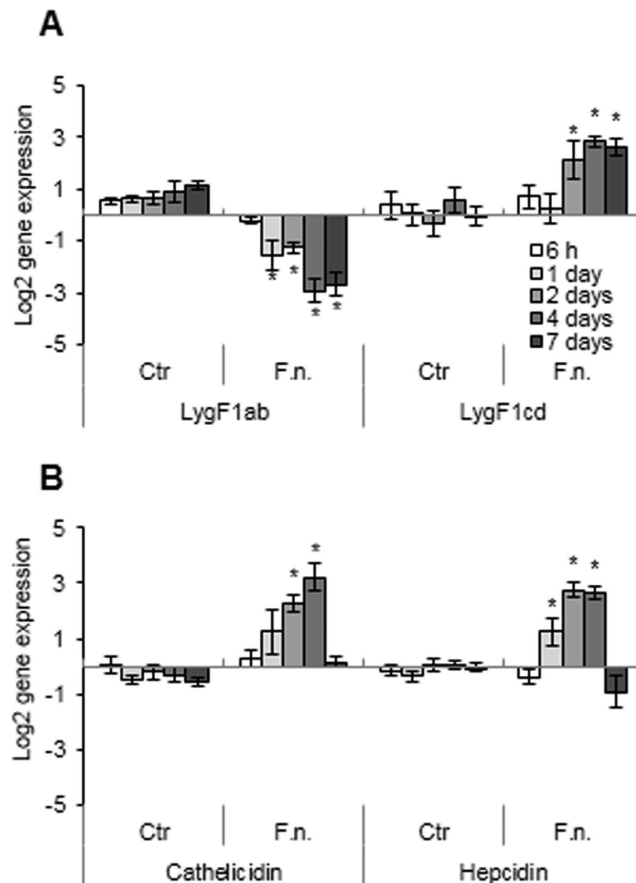 A
Log2 gene expression
5
3
1
-1
-3
-5
* * *
* * * *
6 h
1 day
2 days
4 days
7 days
Ctr F.n. Ctr F.n.
LygF1ab LygF1cd
B
Log2 gene expression
5
3
1
-1
-3
-5
* * * * *
Ctr F.n. Ctr F.n.
Cathelicidin Hepcidin